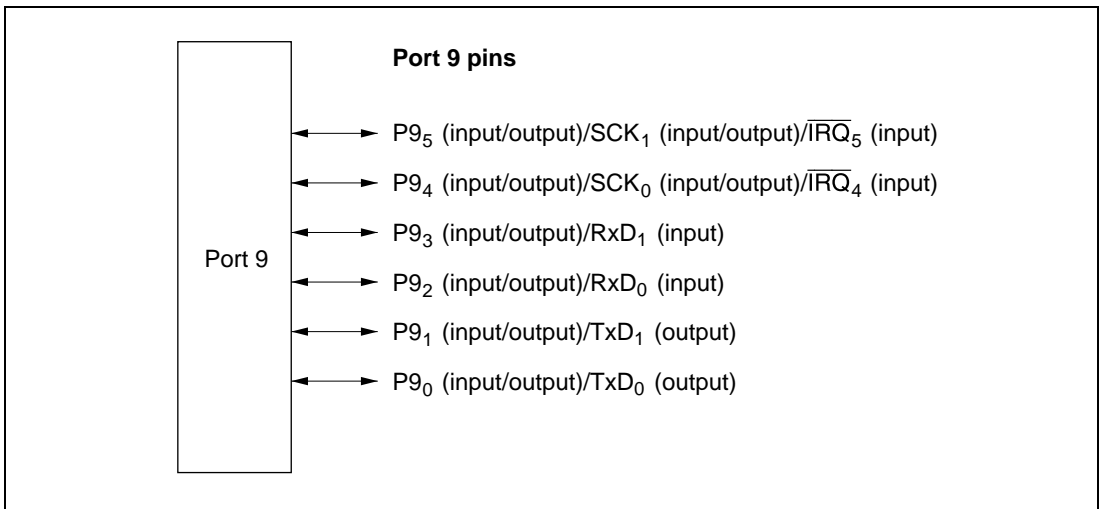 Port 9 pins
P9₅ (input/output)/SCK₁ (input/output)/I̅R̅Q̅₅ (input)
P9₄ (input/output)/SCK₀ (input/output)/I̅R̅Q̅₄ (input)
P9₃ (input/output)/RxD₁ (input)
Port 9
P9₂ (input/output)/RxD₀ (input)
P9₁ (input/output)/TxD₁ (output)
P9₀ (input/output)/TxD₀ (output)